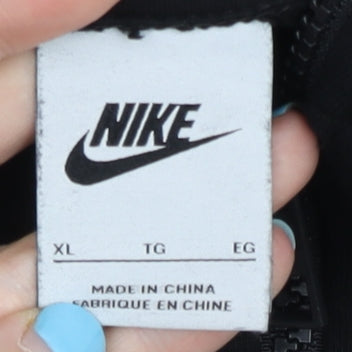 NIKE
XL TG EG
MADE IN CHINA
FABRIQUE EN CHINE